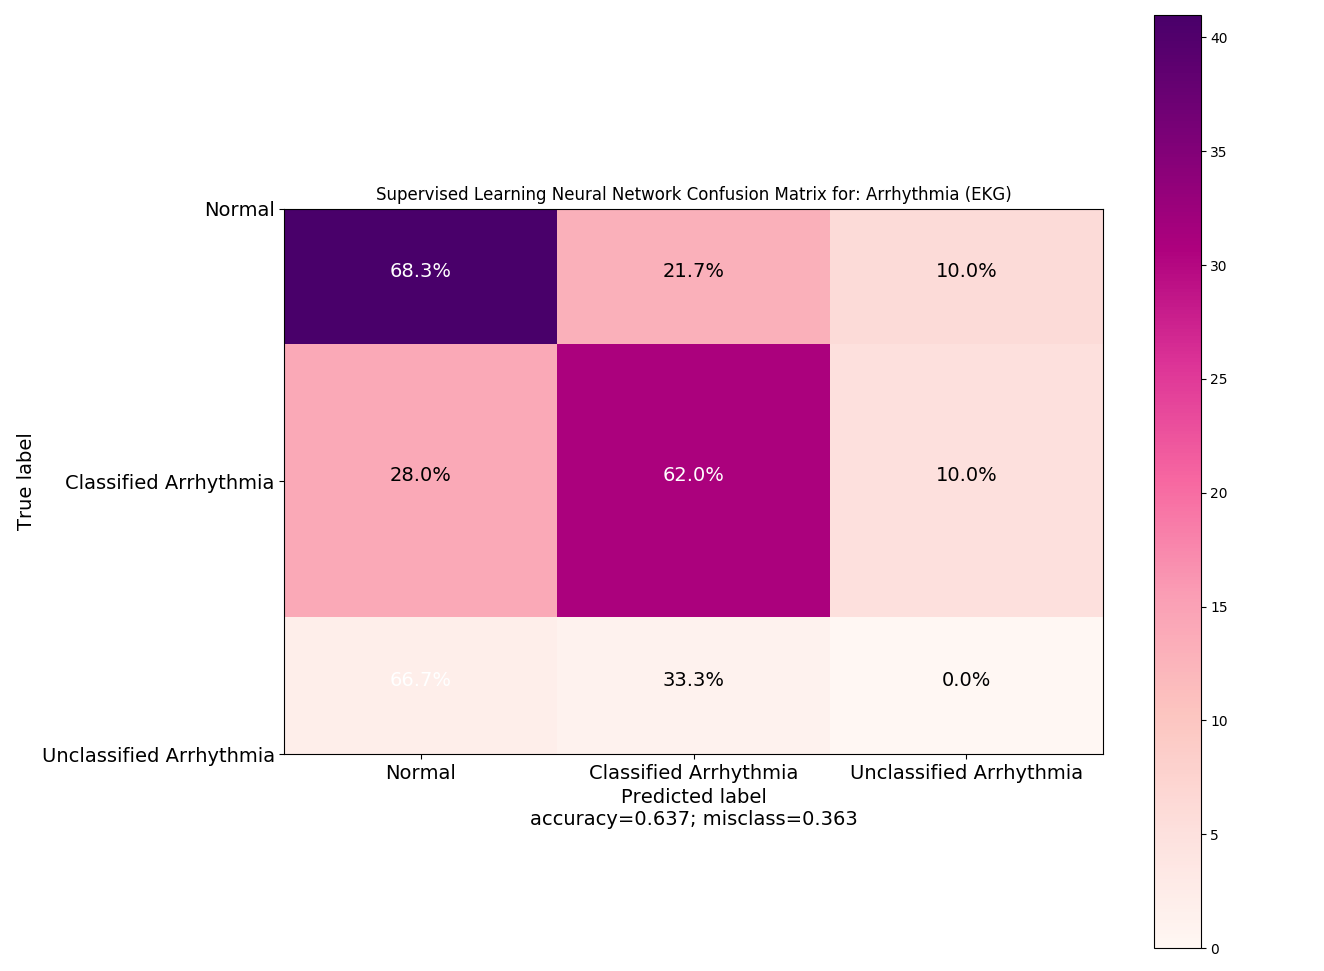 Supervised Learning Neural Network Confusion Matrix for: Arrhythmia (EKG)
True label
Normal
68.3% 21.7% 10.0%
Classified Arrhythmia
28.0% 62.0% 10.0%
66.7% 33.3% 0.0%
Unclassified Arrhythmia
Normal Classified Arrhythmia Unclassified Arrhythmia
Predicted label
accuracy=0.637; misclass=0.363
40
35
30
25
20
15
10
5
0